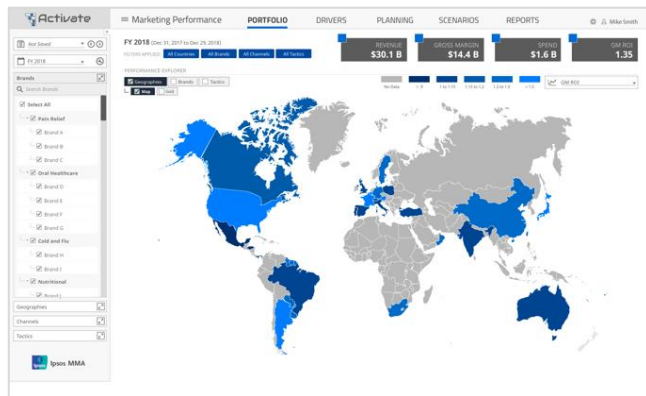 Activate
Marketing Performance
PORTFOLIO
DRIVERS
PLANNING
SCENARIOS
REPORTS
Mike Smith
Not Saved
FY 2018
Brands
Search Brands
Select All
Pain Relief
Brand A
Brand B
Brand C
Oral Healthcare
Brand D
Brand E
Brand F
Brand G
Cold and Flu
Brand H
Brand I
Nutritional
Brand J
Geographies
Channels
Tactics
Ipsos
Ipsos MMA
FY 2018 (Dec 31, 2017 to Dec 29, 2018)
FILTERS APPLIED
All Countries
All Brands
All Channels
All Tactics
REVENUE
$30.1 B
GROSS MARGIN
$14.4 B
SPEND
$1.6 B
GM ROI
1.35
PERFORMANCE EXPLORER
Geographies
Brands
Tactics
Map
Grid
No Data
GM ROI